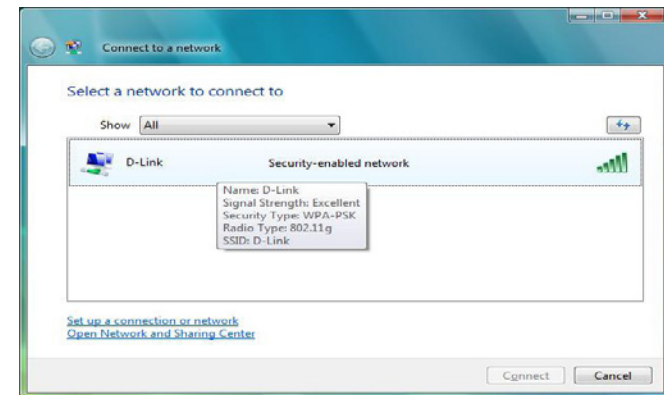 Connect to a network
Select a network to connect to
Show All
D-Link Security-enabled network
Name: D-Link
Signal Strength: Excellent
Security Type: WPA-PSK
Radio Type: 802.11g
SSID: D-Link
Set up a connection or network
Open Network and Sharing Center
Connect Cancel